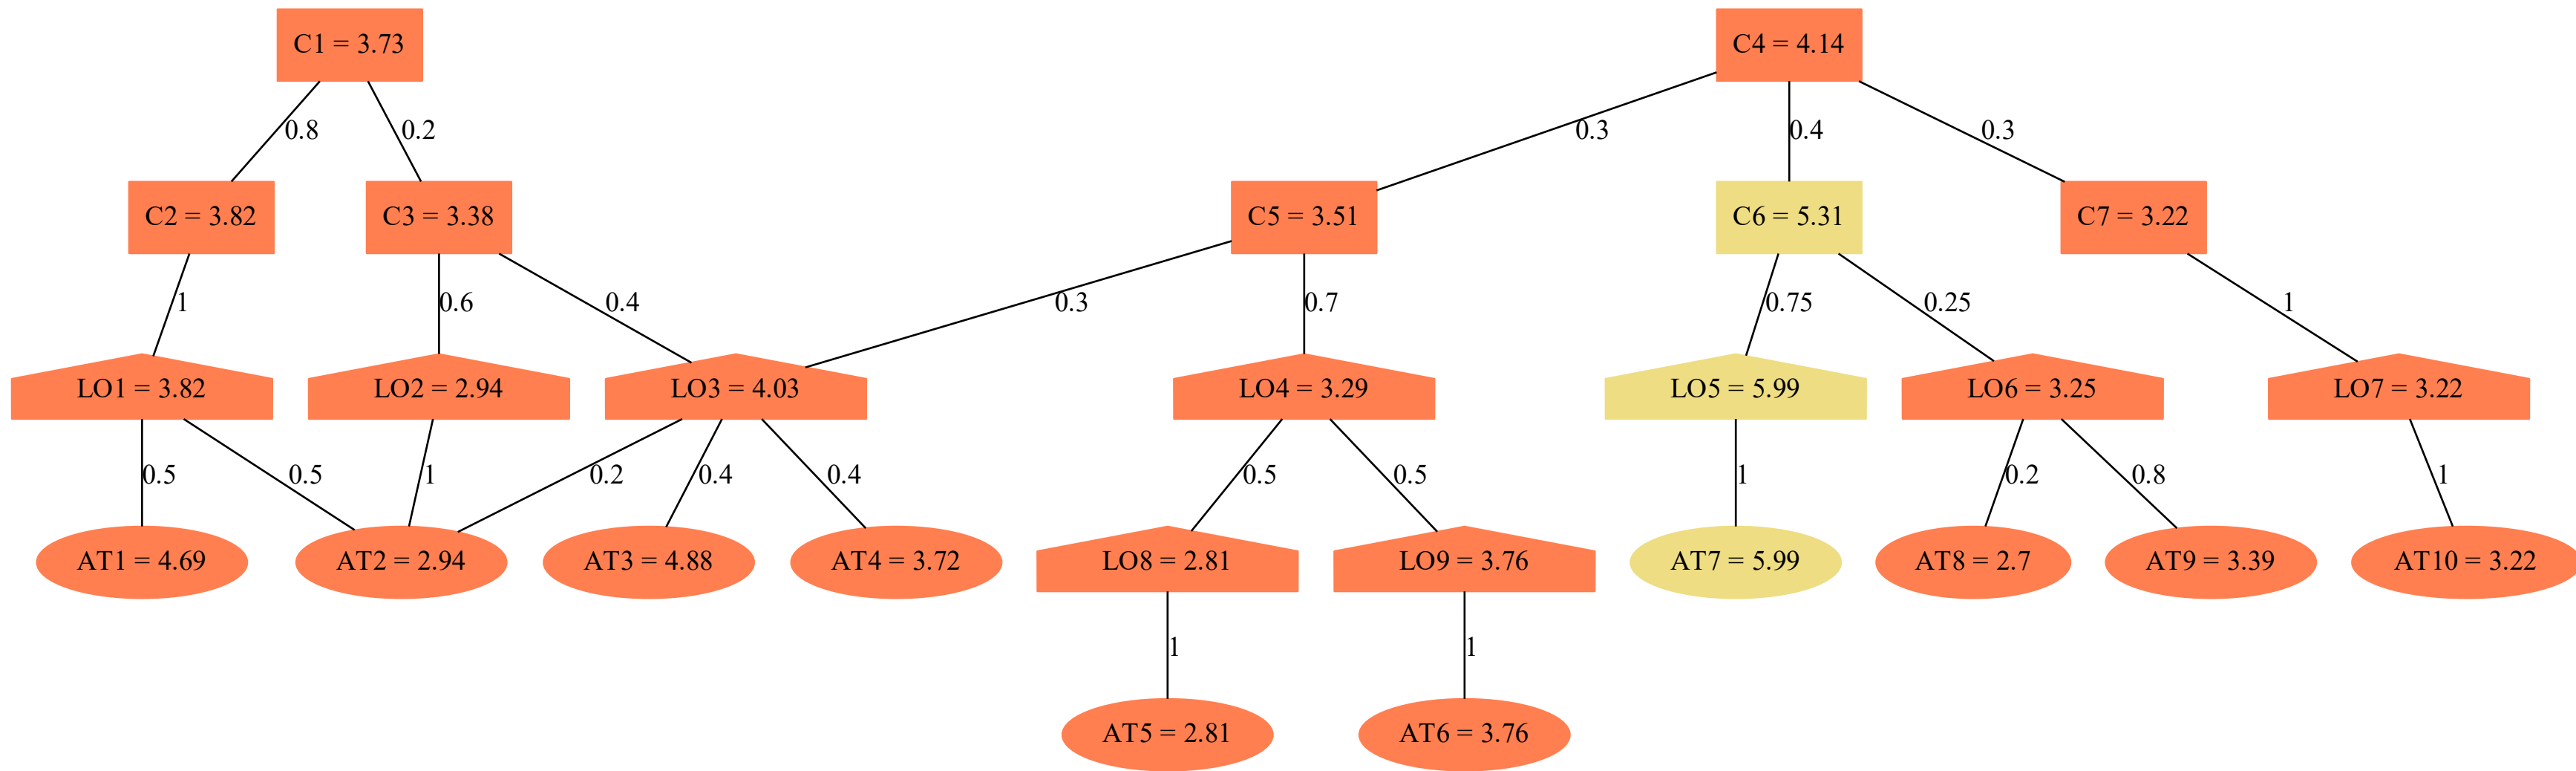 C1 = 3.73
C4 = 4.14
0.8
0.2
0.3
0.4
0.3
C2 = 3.82
C3 = 3.38
C5 = 3.51
C6 = 5.31
C7 = 3.22
1
0.6
0.4
0.3
0.7
0.75
0.25
1
LO1 = 3.82
LO2 = 2.94
LO3 = 4.03
LO4 = 3.29
LO5 = 5.99
LO6 = 3.25
LO7 = 3.22
0.5
0.5
1
0.2
0.4
0.4
0.5
0.5
1
0.2
0.8
1
AT1 = 4.69
AT2 = 2.94
AT3 = 4.88
AT4 = 3.72
LO8 = 2.81
LO9 = 3.76
AT7 = 5.99
AT8 = 2.7
AT9 = 3.39
AT10 = 3.22
1
1
AT5 = 2.81
AT6 = 3.76